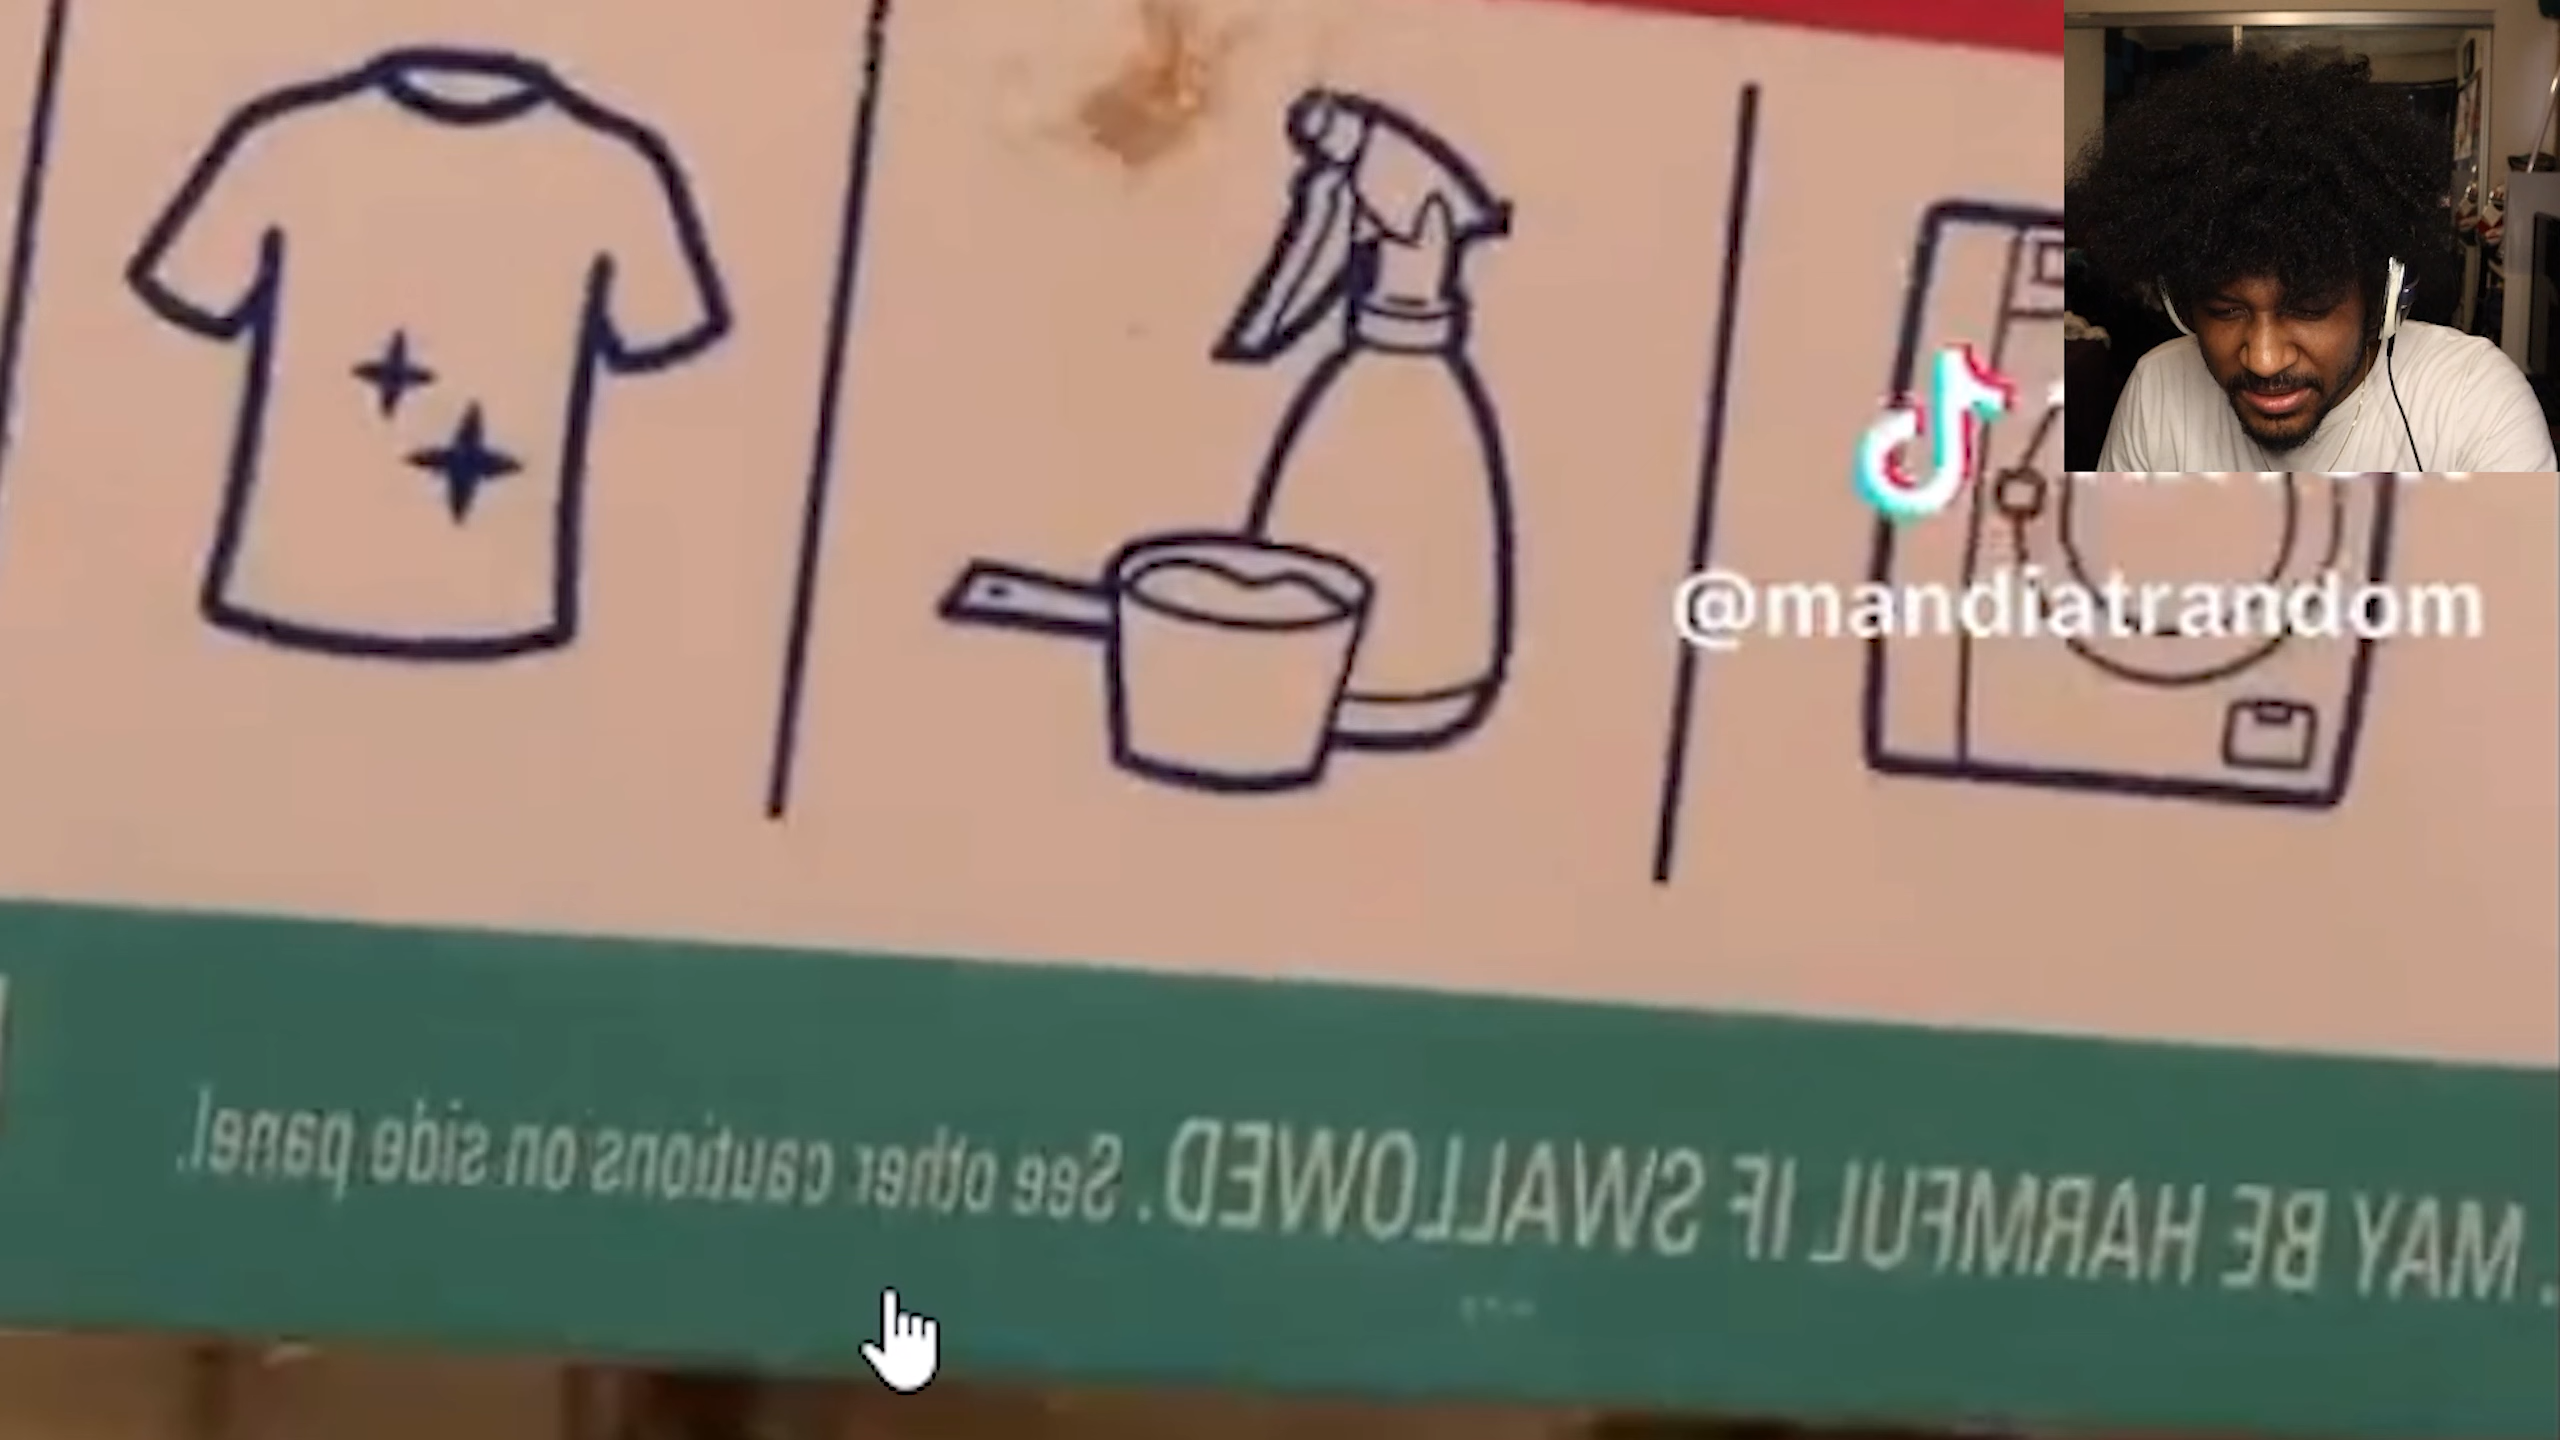 @mandiatrandom
. MAY BE HARMFUL IF SWALLOWED. See other cautions on side panel.